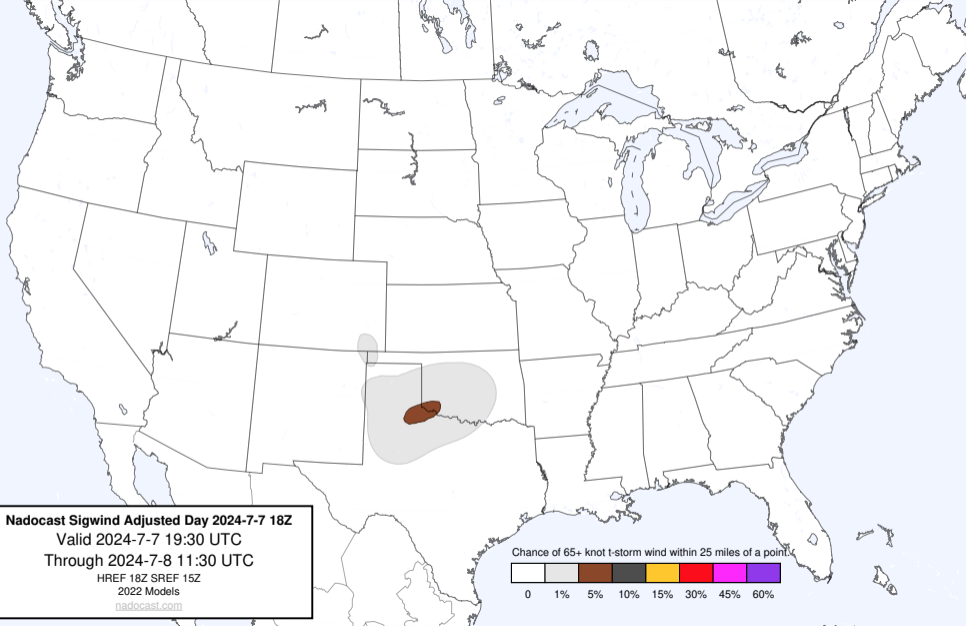 Nadocast Sigwind Adjusted Day 2024-7-7 18Z
Valid 2024-7-7 19:30 UTC
Through 2024-7-8 11:30 UTC
HREF 18Z SREF 15Z
2022 Models
nadocast.com
Chance of 65+ knot t-storm wind within 25 miles of a point.
0 1% 5% 10% 15% 30% 45% 60%